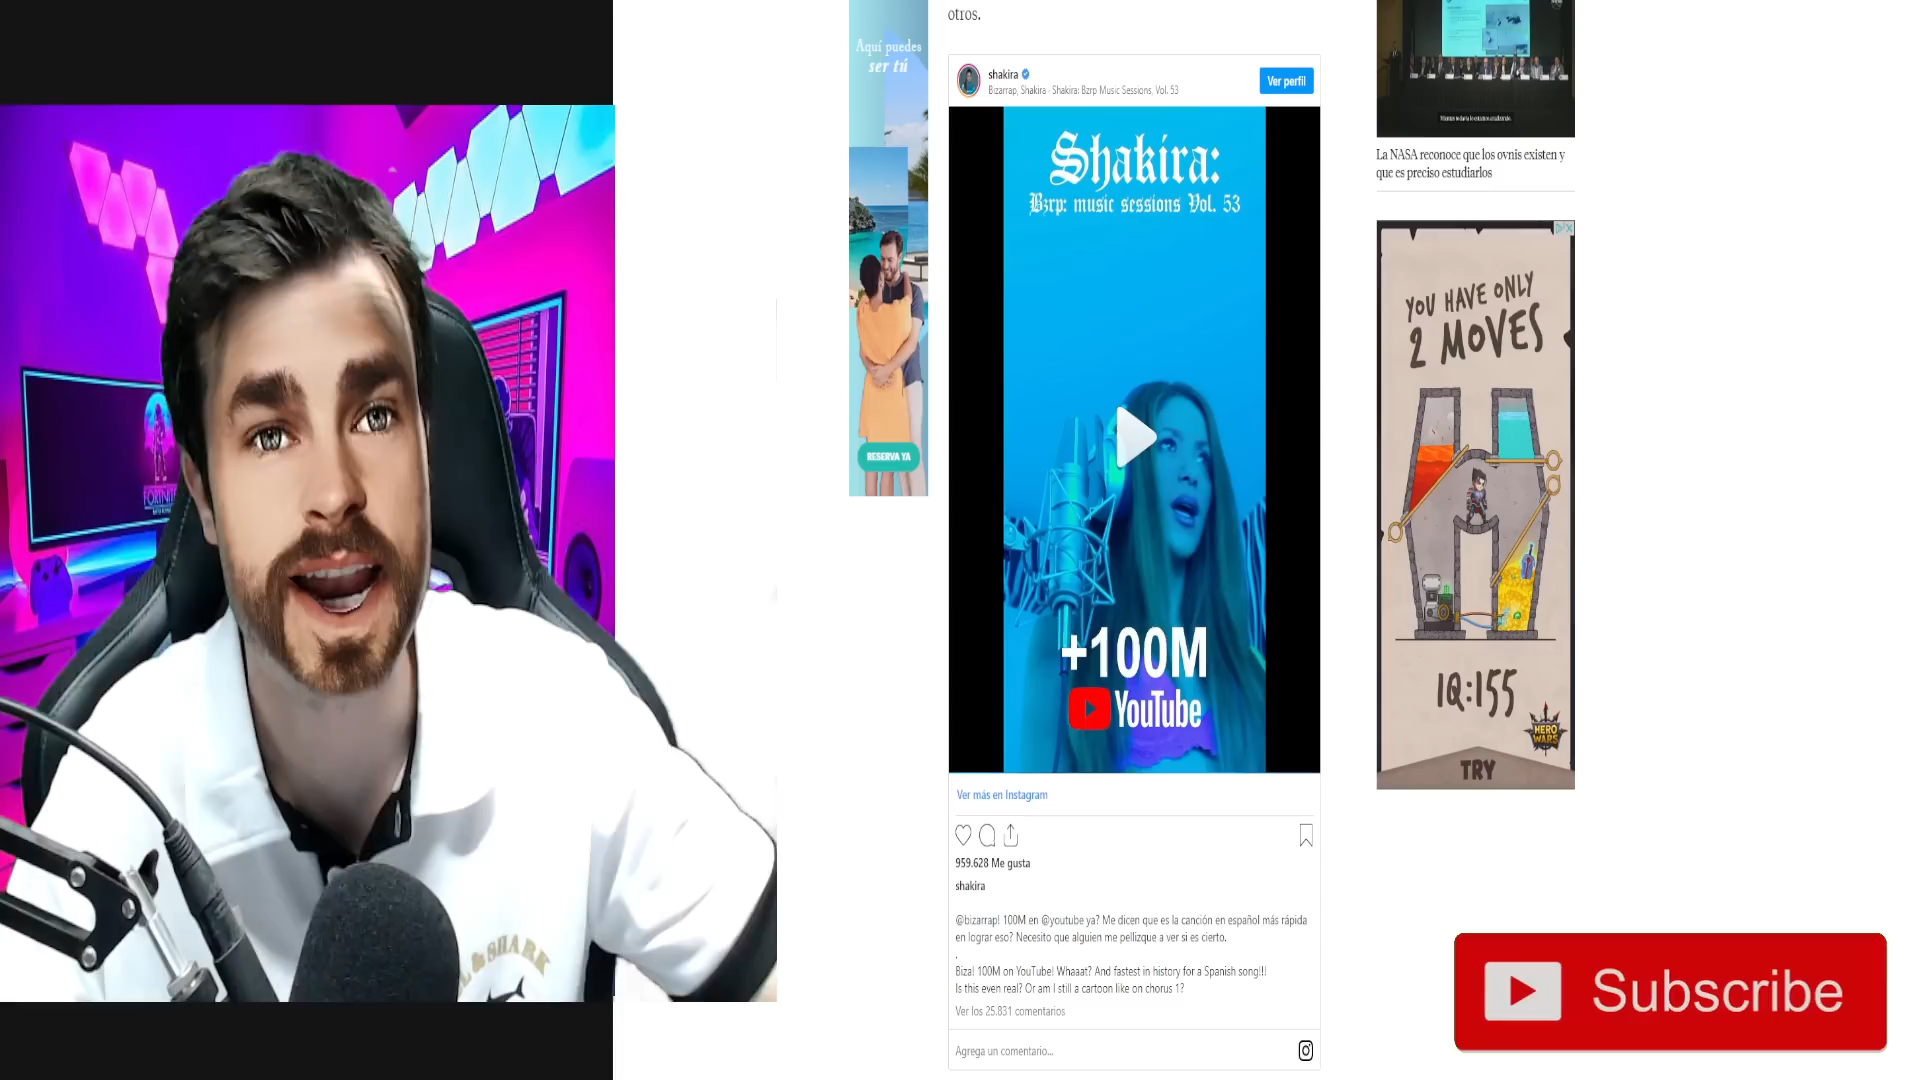 otros.
Aquí puedes
ser tú
RESERVA YA
shakira
Bizarrap, Shakira · Shakira: Bzrp Music Sessions, Vol. 53
Ver perfil
Shakira:
Bzrp: music sessions Vol. 53
+100M
YouTube
Ver más en Instagram
959.628 Me gusta
shakira
@bizarrap! 100M en @youtube ya? Me dicen que es la canción en español más rápida
en lograr eso? Necesito que alguien me pellizque a ver si es cierto.
.
Biza! 100M on YouTube! Whaaat? And fastest in history for a Spanish song!!!
Is this even real? Or am I still a cartoon like on chorus 1?
Ver los 25.831 comentarios
Agrega un comentario...
La NASA reconoce que los ovnis existen y
que es preciso estudiarlos
YOU HAVE ONLY
2 MOVES
IQ:155
HERO
WARS
TRY
Subscribe
FORTNITE
L & SHARK